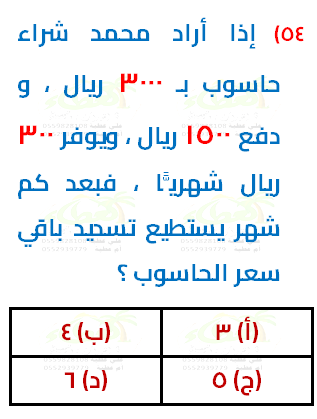 ٥٤) إذا أراد محمد شراء
حاسوب بـ ٣٠٠٠ ريال ، و
دفع ١٥٠٠ ريال ، ويوفر ٣٠٠
ريال شهريًّا ، فبعد كم
شهر يستطيع تسديد باقي
سعر الحاسوب ؟
(أ) ٣
(ب) ٤
(ج) ٥
(د) ٦